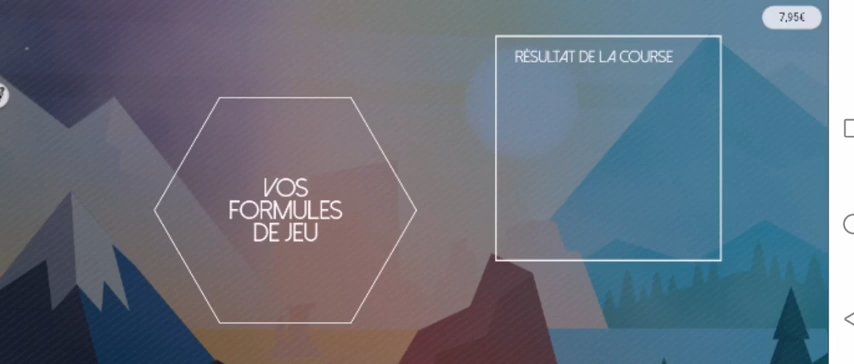 7,95€
RÉSULTAT DE LA COURSE
VOS
FORMULES
DE JEU